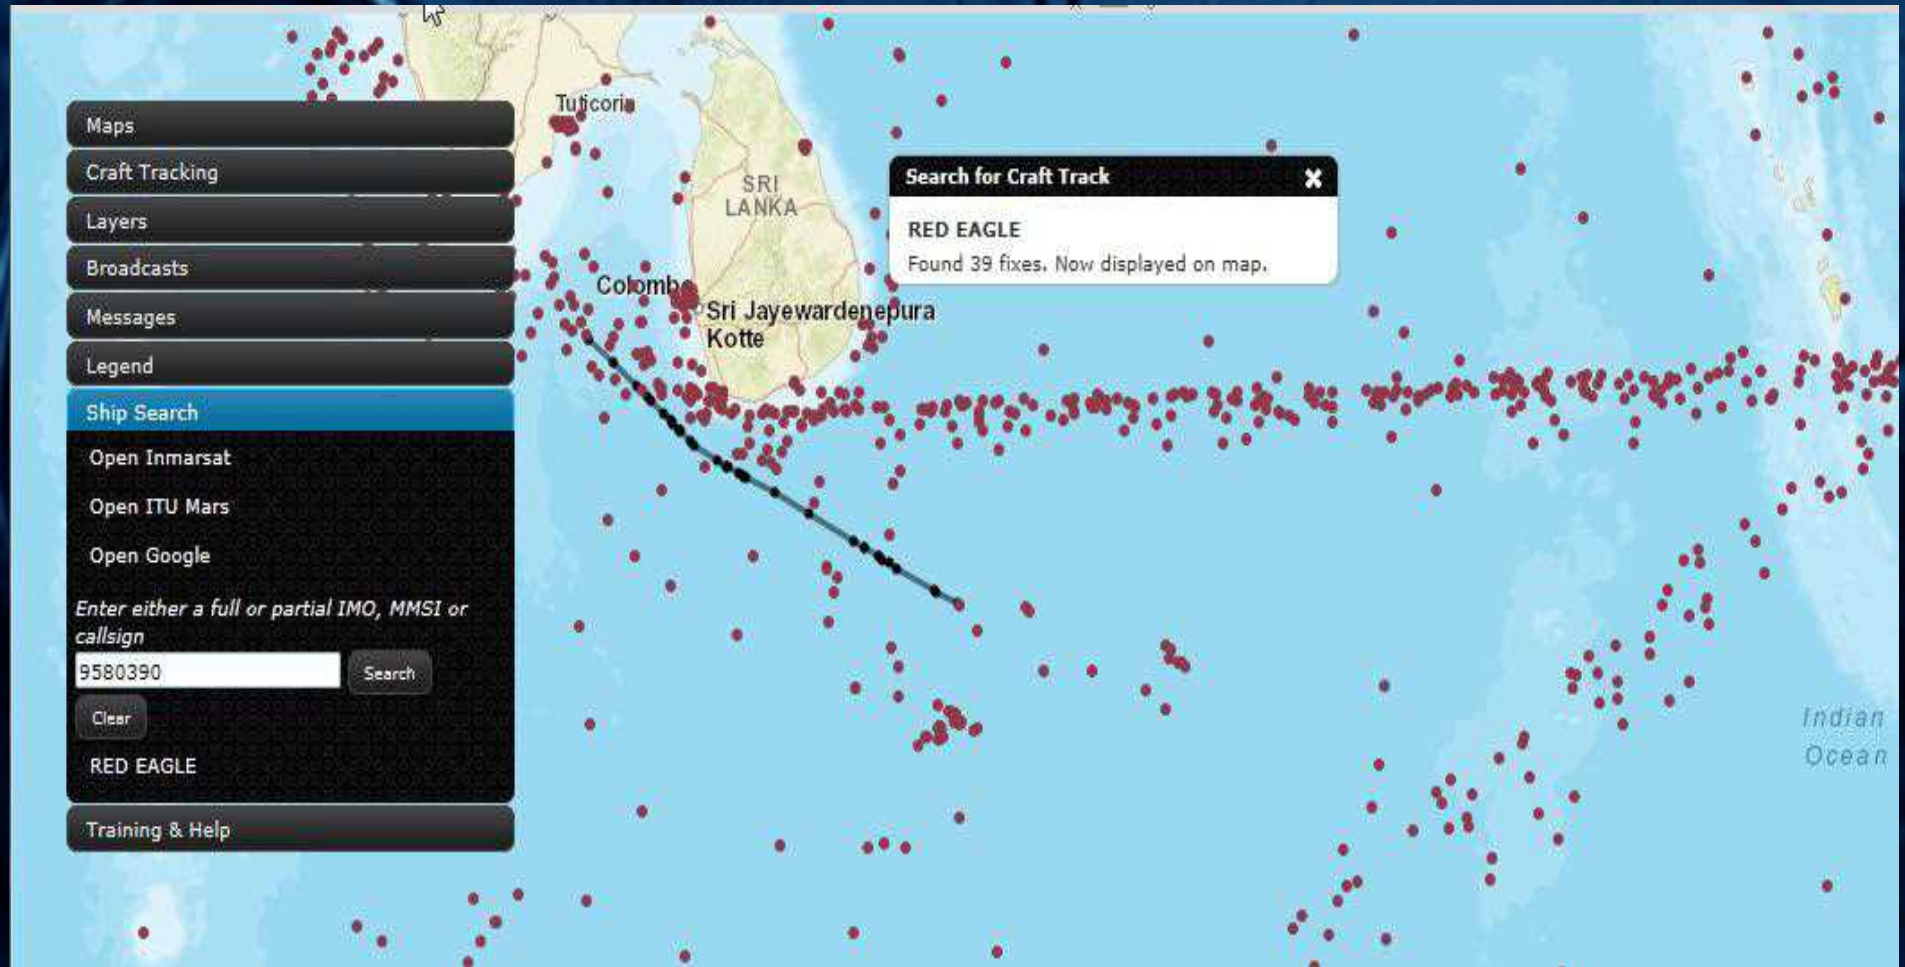 Maps
Craft Tracking
Layers
Broadcasts
Messages
Legend
Ship Search
Open Inmarsat
Open ITU Mars
Open Google
Enter either a full or partial IMO, MMSI or
callsign
9580390
Search
Clear
RED EAGLE
Training & Help
Tuticorin
SRI
LANKA
Colombo
Sri Jayewardenepura
Kotte
Search for Craft Track
RED EAGLE
Found 39 fixes. Now displayed on map.
Indian
Ocean